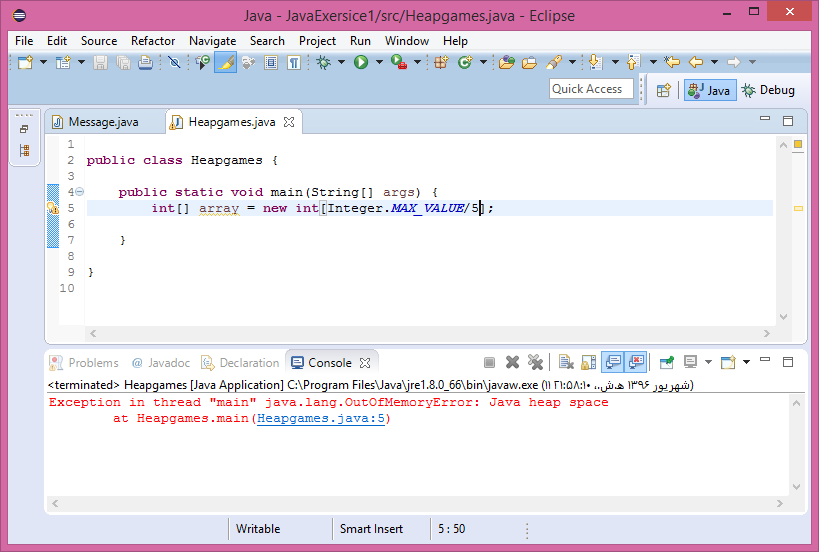 Java - JavaExersice1/src/Heapgames.java - Eclipse
File Edit Source Refactor Navigate Search Project Run Window Help
Quick Access
Java
Debug
Message.java
Heapgames.java
1
2 public class Heapgames {
3
4 public static void main(String[] args) {
5 int[] array = new int[Integer.MAX_VALUE/5];
6
7 }
8
9 }
10
Problems @ Javadoc Declaration Console
<terminated> Heapgames [Java Application] C:\Program Files\Java\jre1.8.0_66\bin\javaw.exe (۱۱ شهریور ۱۳۹۶ ه‍.ش.،‏ ۲۱:۵۸:۱۰)
Exception in thread "main" java.lang.OutOfMemoryError: Java heap space
at Heapgames.main(Heapgames.java:5)
Writable
Smart Insert
5 : 50